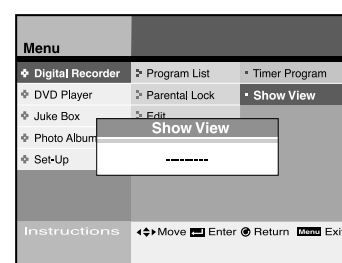 Menu
Digital Recorder
Program List
Timer Program
DVD Player
Parental Lock
Show View
Juke Box
Edit
Show View
Photo Album
--------
Set-Up
Instructions
Move Enter Return Menu Exi